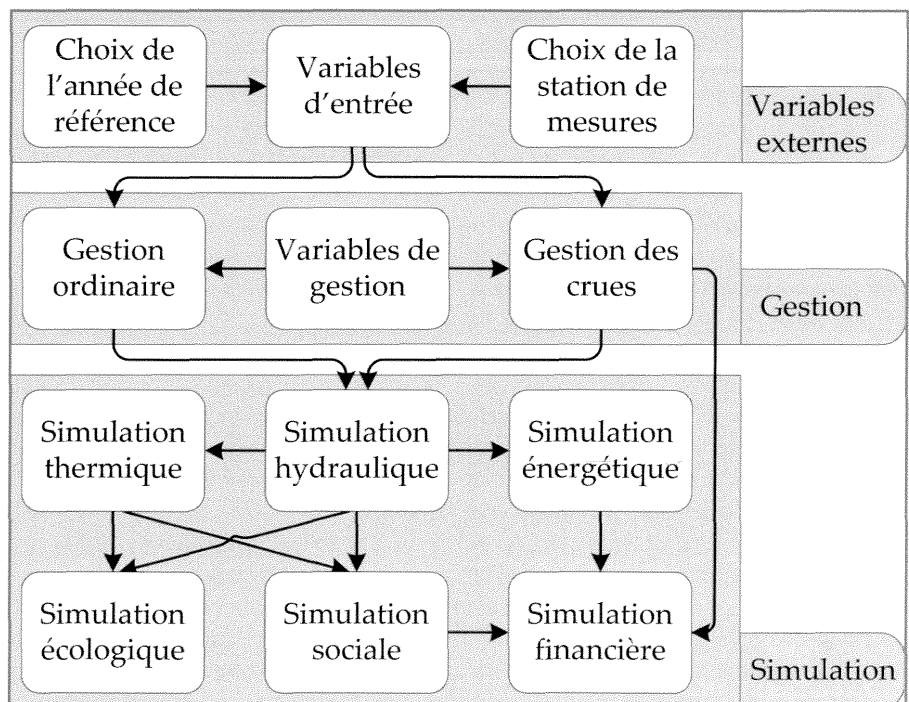 Choix de
l'année de
référence
Variables
d'entrée
Choix de la
station de
mesures
Variables
externes
Gestion
ordinaire
Variables de
gestion
Gestion des
crues
Gestion
Simulation
thermique
Simulation
hydraulique
Simulation
énergétique
Simulation
écologique
Simulation
sociale
Simulation
financière
Simulation